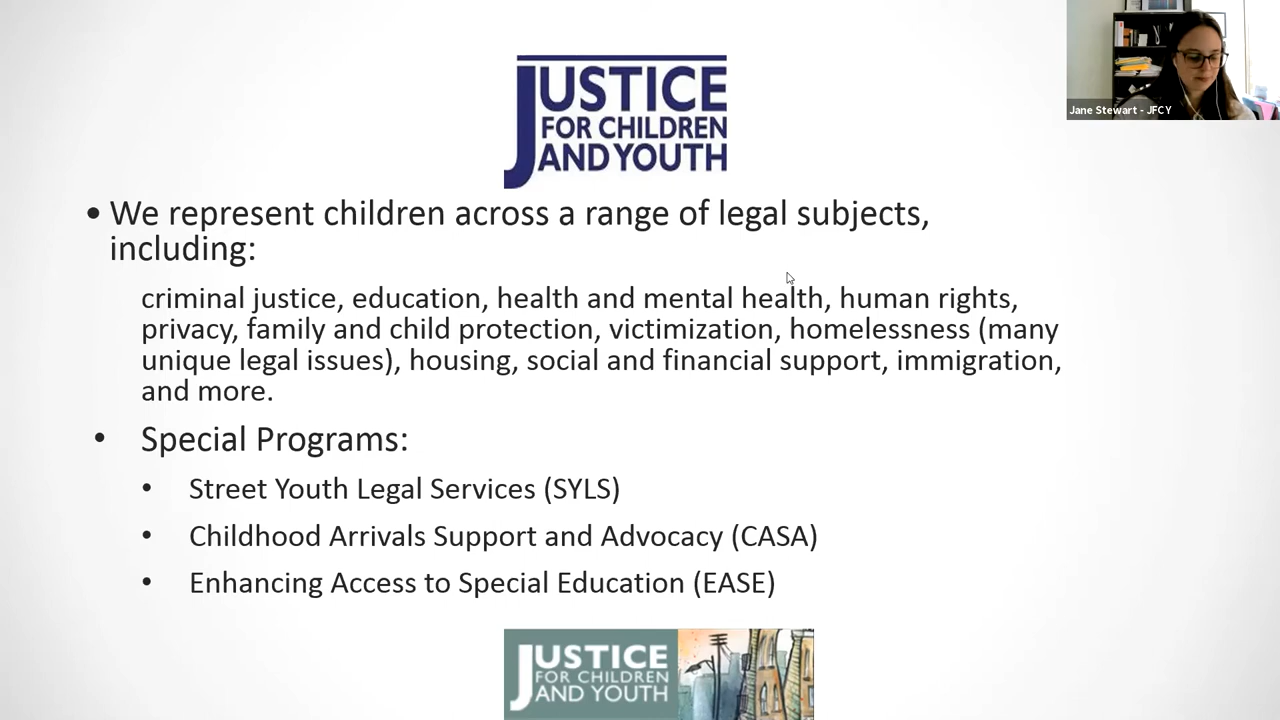 JUSTICE
FOR CHILDREN
AND YOUTH
Jane Stewart - JFCY
• We represent children across a range of legal subjects,
including:
criminal justice, education, health and mental health, human rights,
privacy, family and child protection, victimization, homelessness (many
unique legal issues), housing, social and financial support, immigration,
and more.
• Special Programs:
• Street Youth Legal Services (SYLS)
• Childhood Arrivals Support and Advocacy (CASA)
• Enhancing Access to Special Education (EASE)
JUSTICE
FOR CHILDREN
AND YOUTH